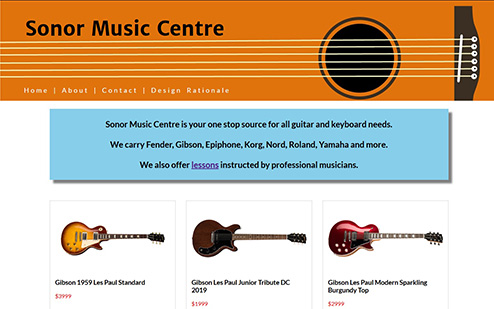 Sonor Music Centre
Home | About | Contact | Design Rationale
Sonor Music Centre is your one stop source for all guitar and keyboard needs.
We carry Fender, Gibson, Epiphone, Korg, Nord, Roland, Yamaha and more.
We also offer lessons instructed by professional musicians.
Gibson 1959 Les Paul Standard
$3999
Gibson Les Paul Junior Tribute DC
2019
$1999
Gibson Les Paul Modern Sparkling
Burgundy Top
$2999